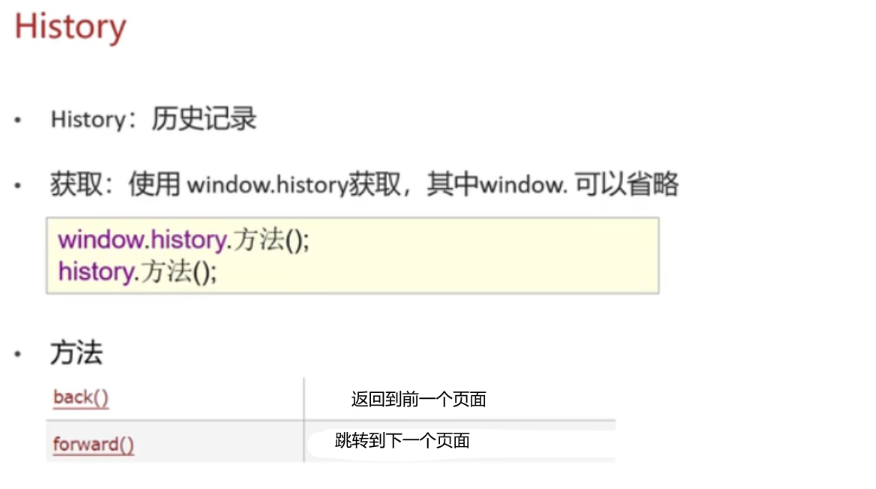 History
• History：历史记录
• 获取：使用 window.history获取，其中window. 可以省略
window.history.方法();
history.方法();
• 方法
back() 返回到前一个页面
forward() 跳转到下一个页面